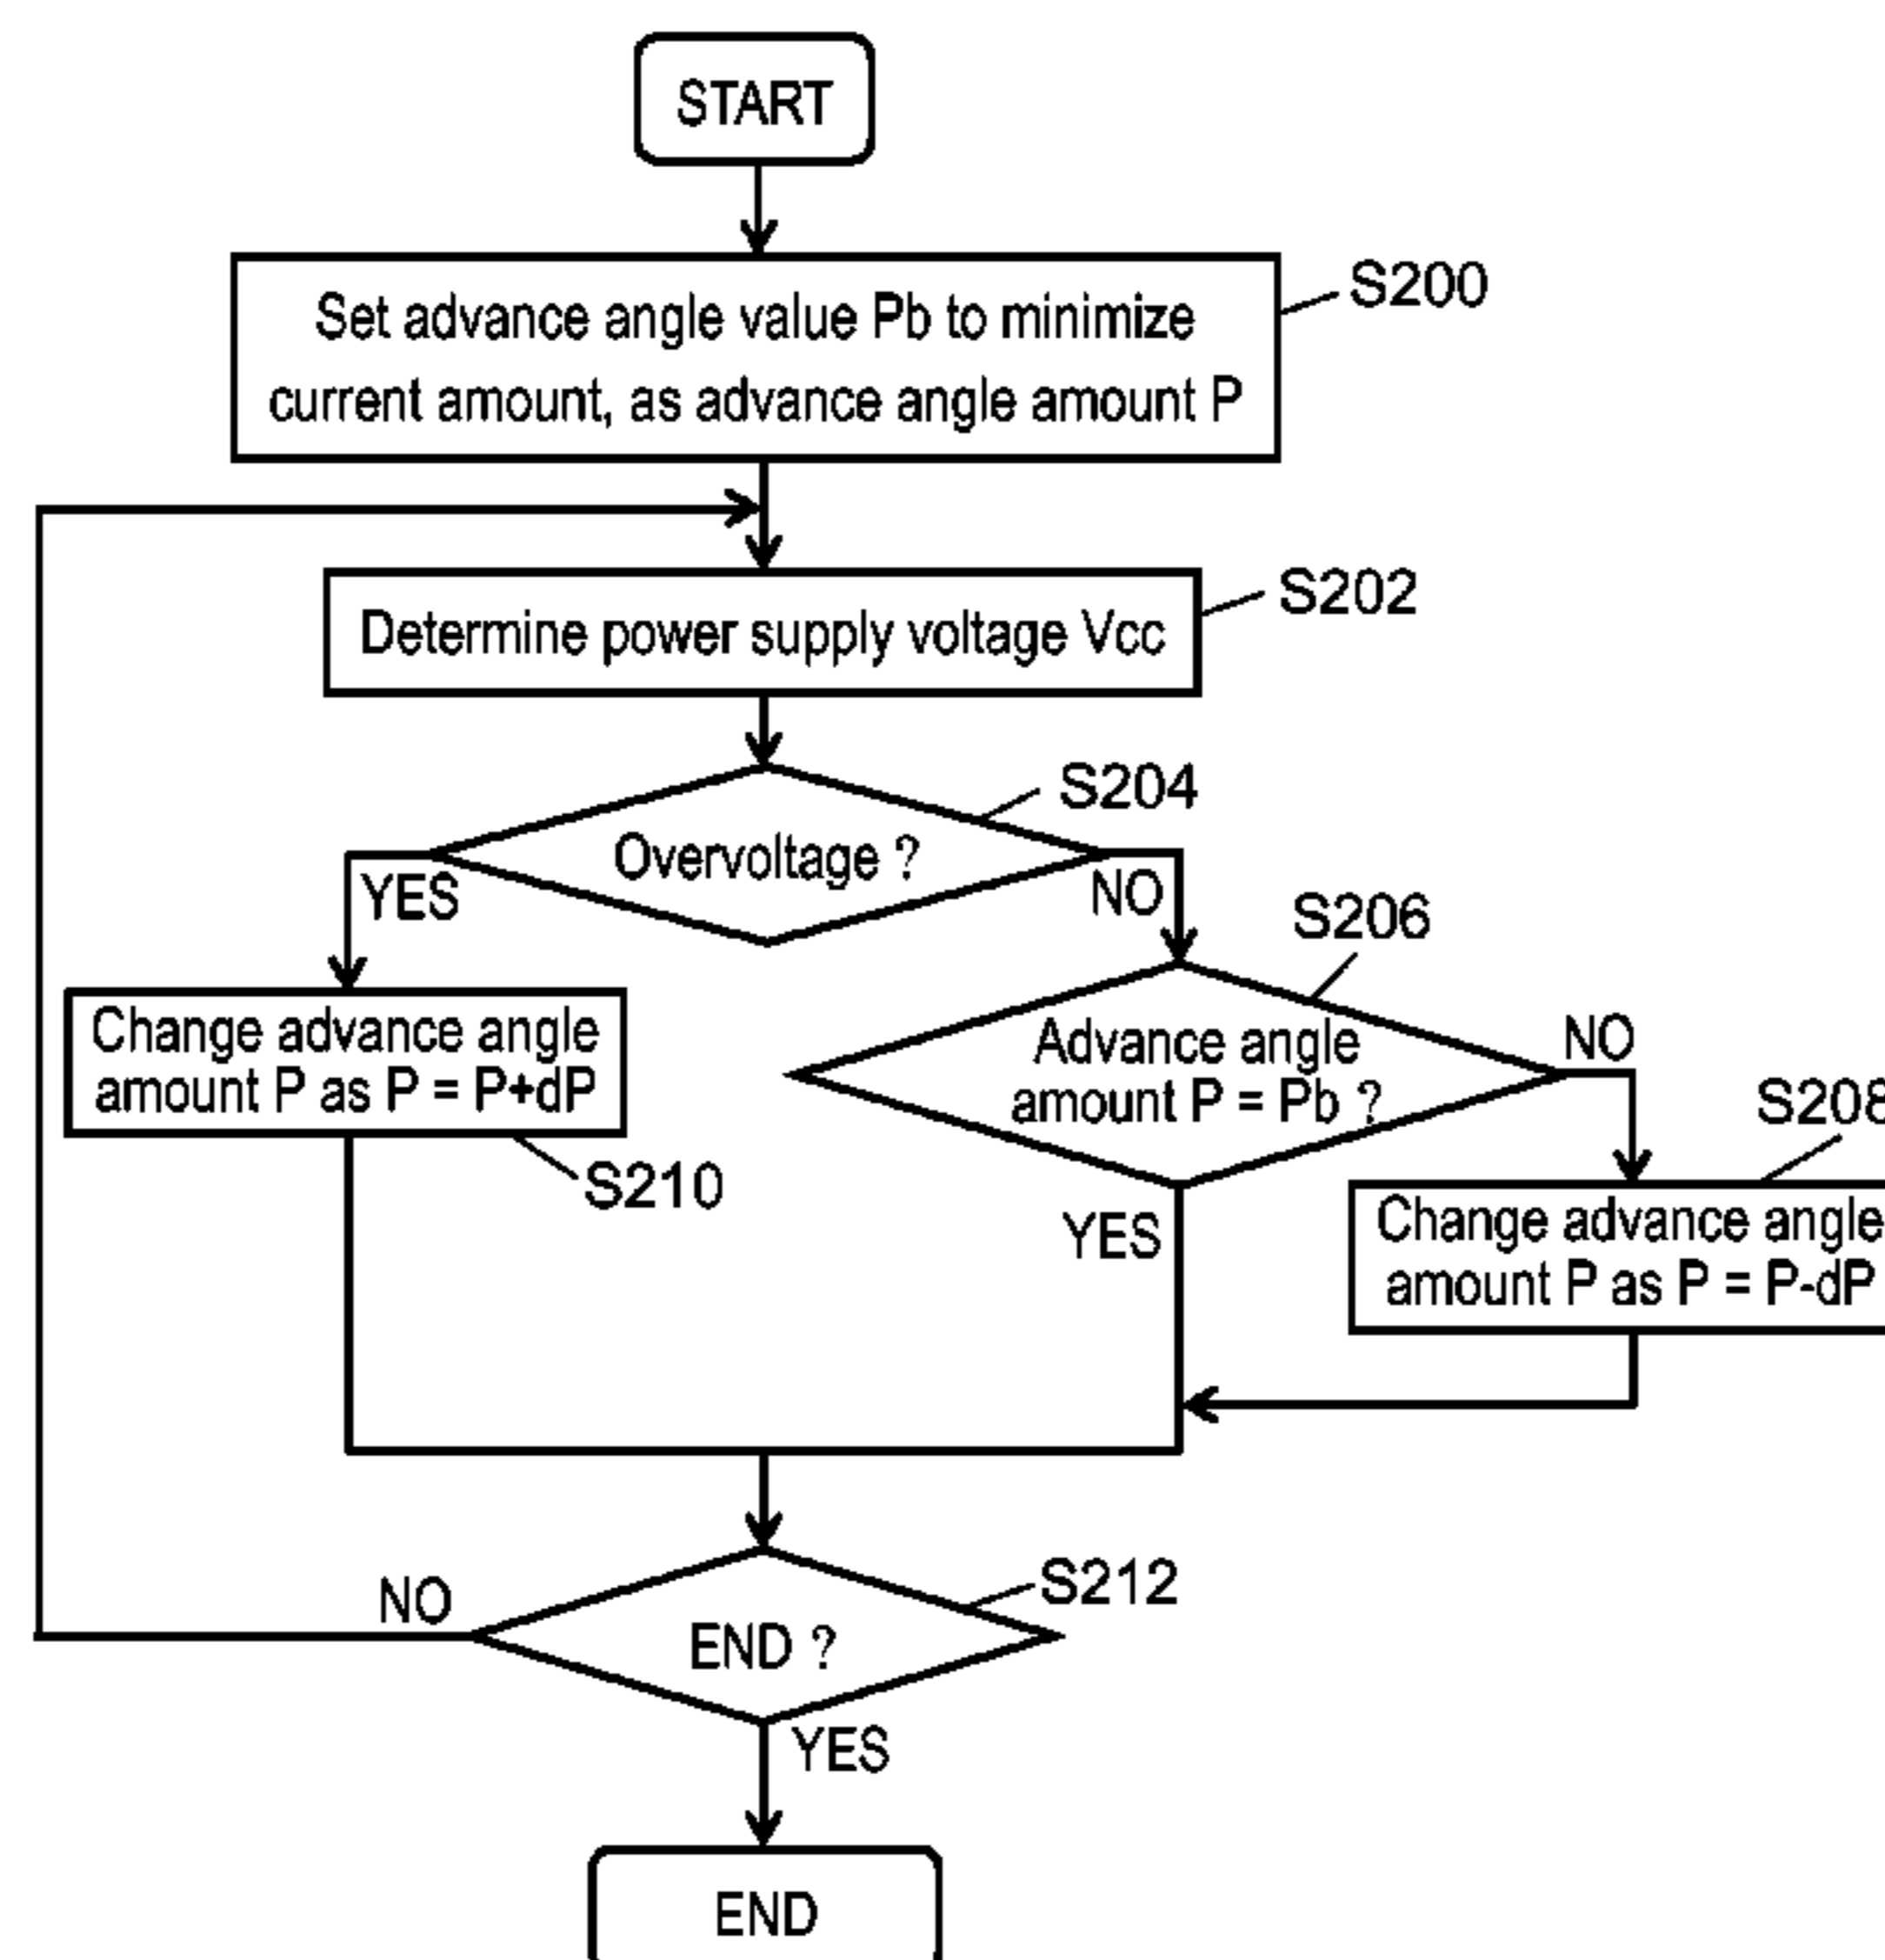 START
Set advance angle value Pb to minimize
current amount, as advance angle amount P
S200
Determine power supply voltage Vcc
S202
Overvoltage ?
S204
YES
NO
S206
Advance angle
amount P = Pb ?
NO
YES
S208
Change advance angle
amount P as P = P+dP
S210
Change advance angle
amount P as P = P-dP
END ?
S212
NO
YES
END